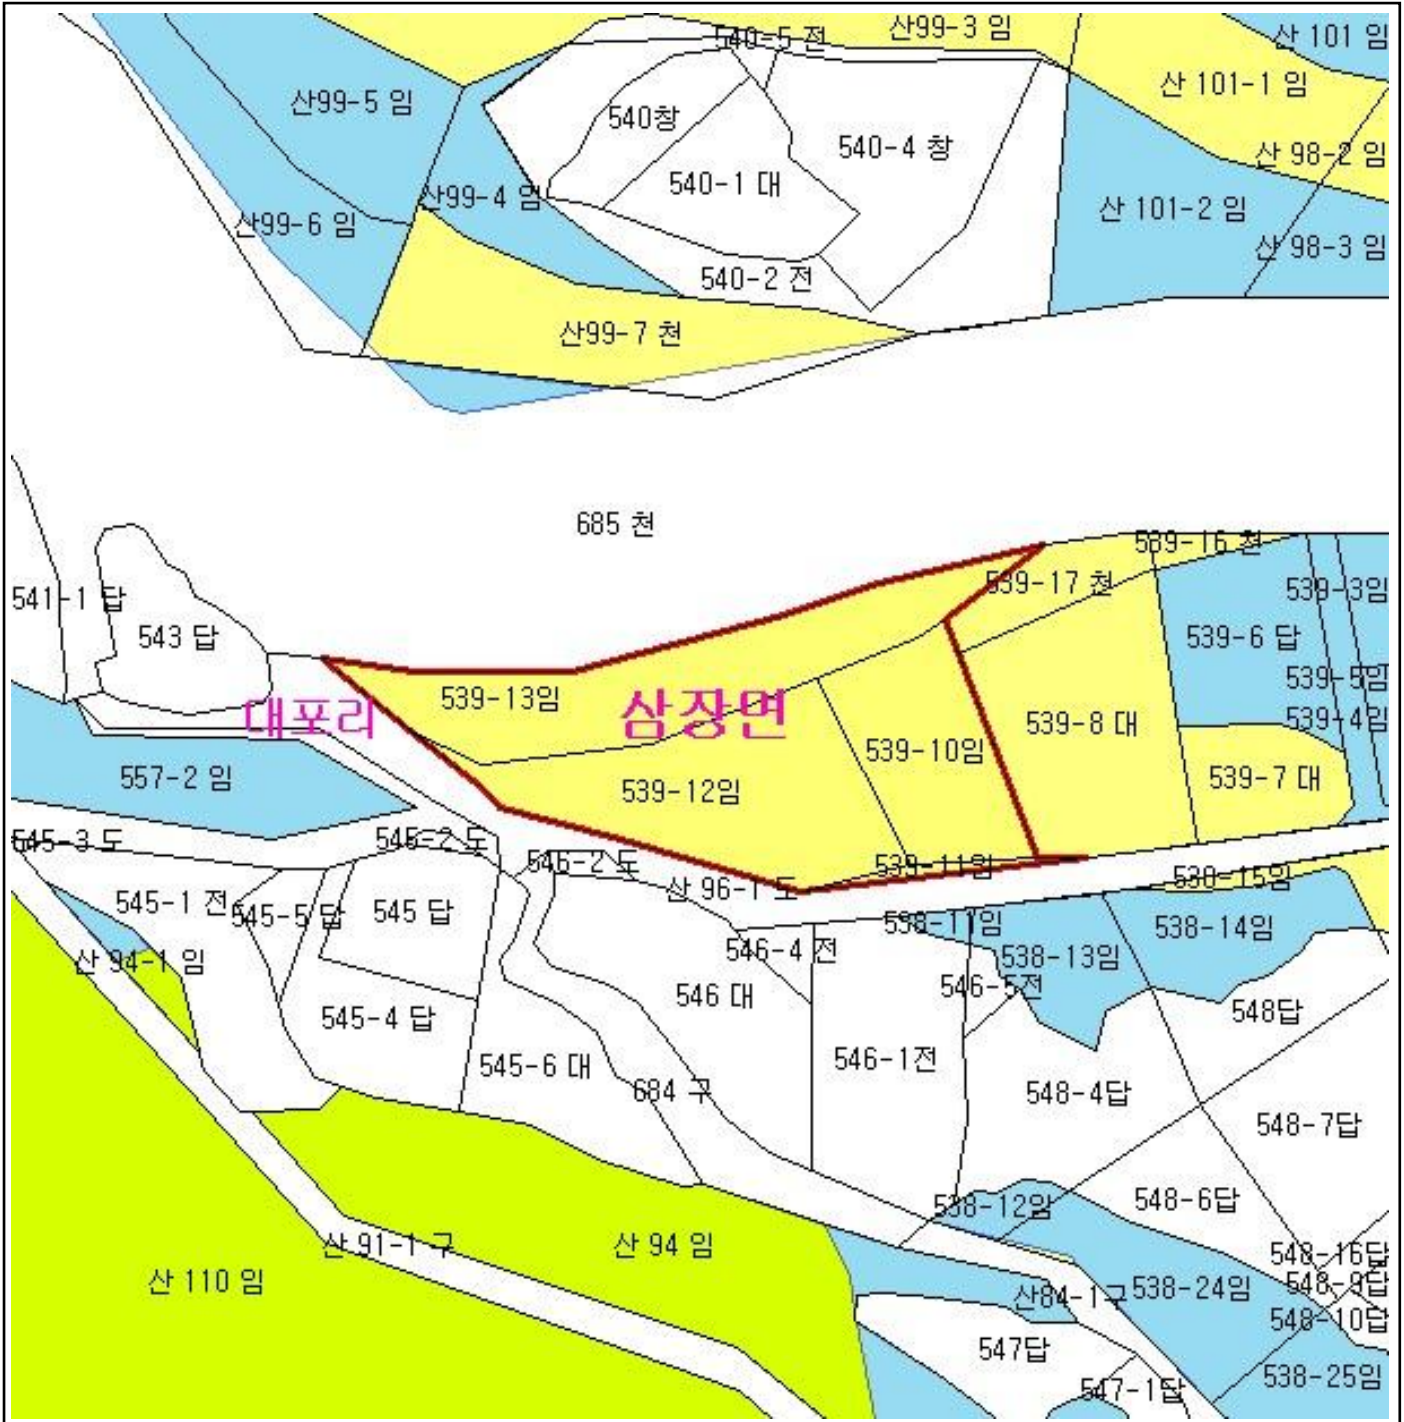 540-5 전
산99-3 임
산 101 임
산99-5 임
540창
540-4 창
산 101-1 임
산 98-2 임
540-1 대
산99-4 임
산99-6 임
산 101-2 임
산 98-3 임
540-2 전
산99-7 천
685 천
539-16 천
539-17 천
539-3임
541-1 답
543 답
539-6 답
539-5임
539-13임
삼장면
대포리
539-4임
539-8 대
539-10임
557-2 임
539-12임
539-7 대
545-3 도
545-2 도
546-2 도
539-11임
산 96-1 도
538-15임
545-1 전
545-5 답
545 답
538-11임
538-14임
546-4 전
538-13임
산 94-1 임
546-5전
546 대
548답
545-4 답
545-6 대
546-1전
684 구
548-4답
548-7답
538-12임
548-6답
산 91-1 구
산 94 임
548-16답
산 110 임
548-9답
538-24임
산84-1구
548-10답
547답
538-25임
547-1답